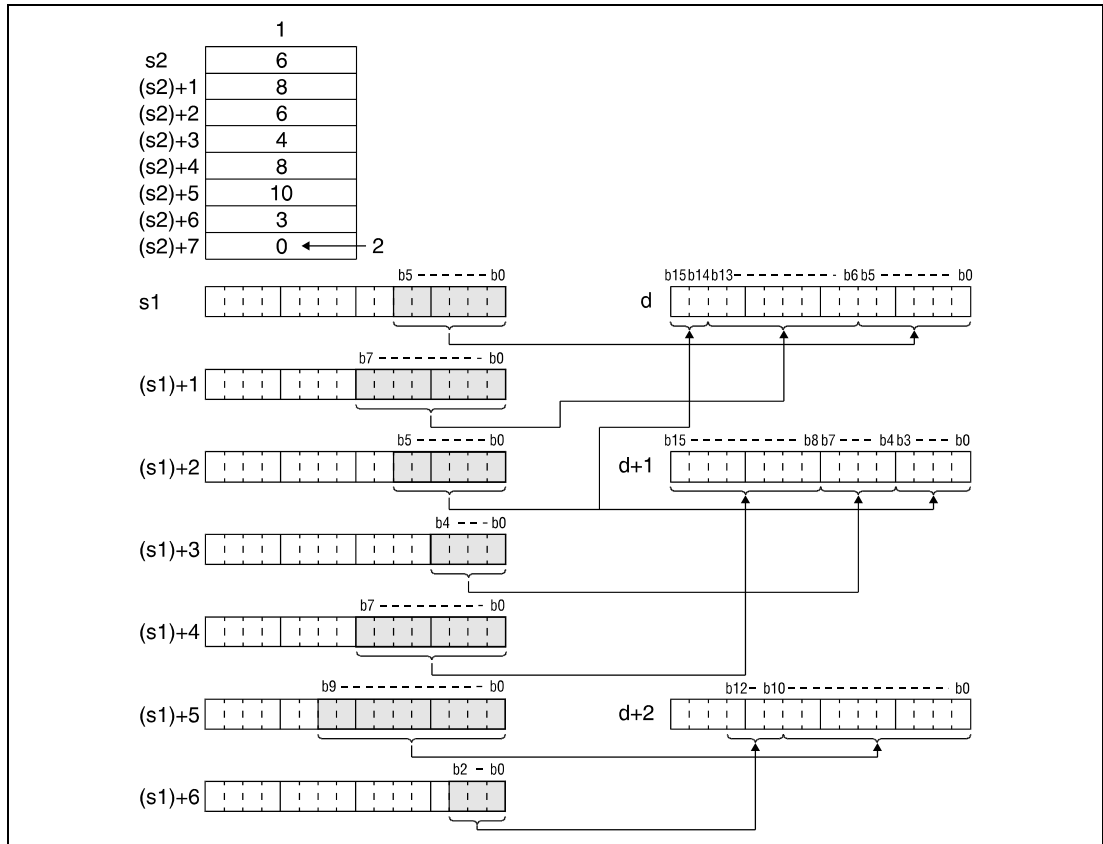 1
s2 6
(s2)+1 8
(s2)+2 6
(s2)+3 4
(s2)+4 8
(s2)+5 10
(s2)+6 3
(s2)+7 0 2
b5 b0 b15 b14 b13 b6 b5 b0
s1 d
b7 b0
(s1)+1
b5 b0 b15 b8 b7 b4 b3 b0
(s1)+2 d+1
b4 b0
(s1)+3
b7 b0
(s1)+4
b9 b0 b12 b10 b0
(s1)+5 d+2
b2 b0
(s1)+6